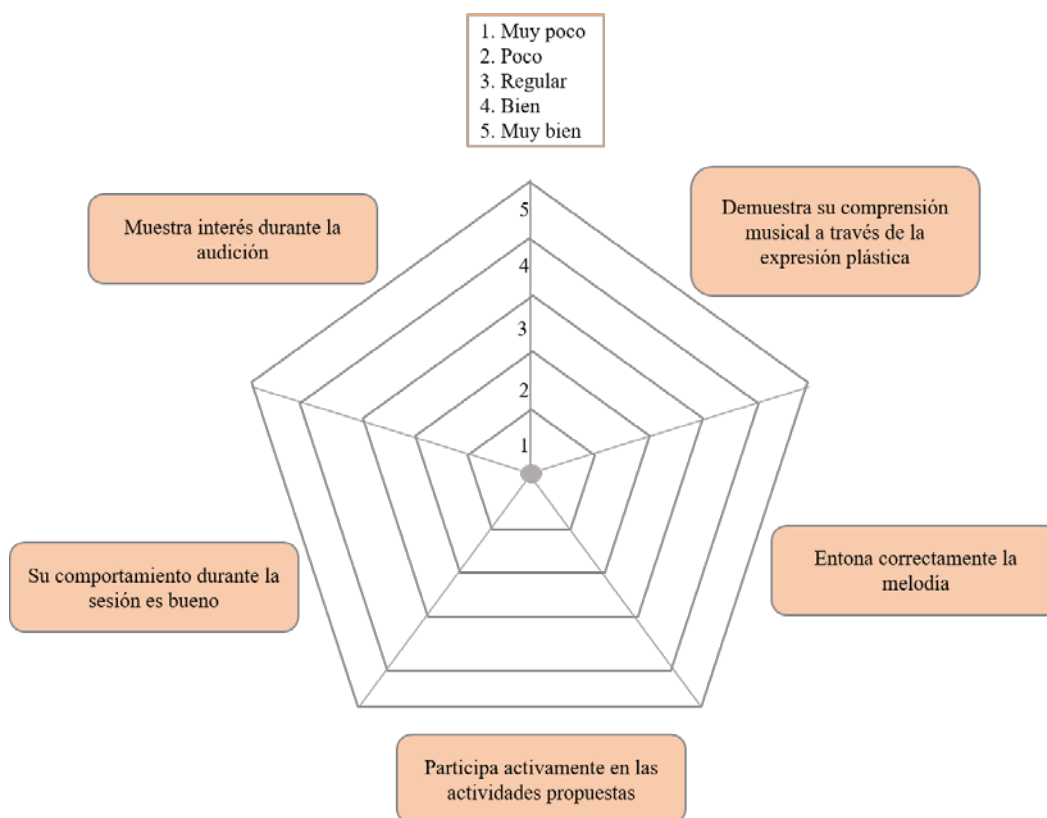 1. Muy poco
2. Poco
3. Regular
4. Bien
5. Muy bien
Muestra interés durante la
audición
Demuestra su comprensión
musical a través de la
expresión plástica
5
4
3
2
1
Su comportamiento durante la
sesión es bueno
Entona correctamente la
melodía
Participa activamente en las
actividades propuestas